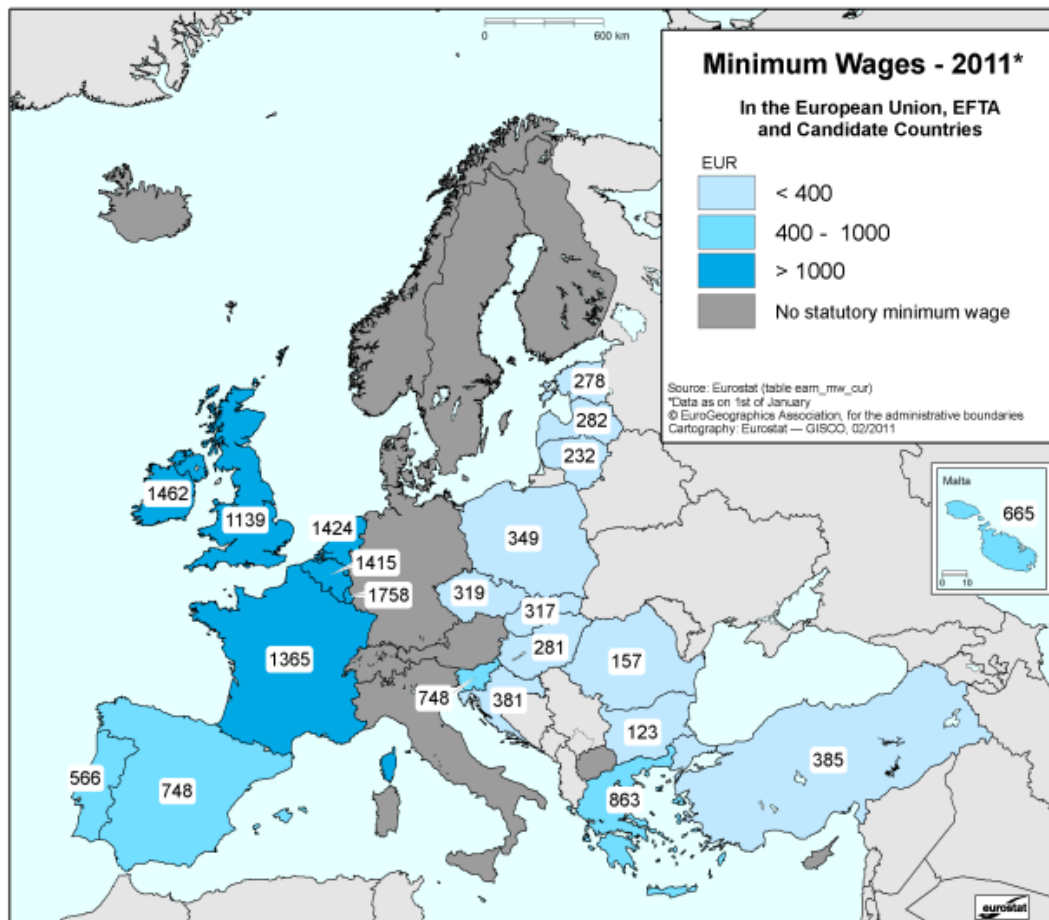 0 600 km
Minimum Wages - 2011*
In the European Union, EFTA
and Candidate Countries
EUR
< 400
400 - 1000
> 1000
No statutory minimum wage
Source: Eurostat (table earn_mw_cur)
*Data as on 1st of January
© EuroGeographics Association, for the administrative boundaries
Cartography: Eurostat — GISCO, 02/2011
278
282
232
1462
1139
1424
1415
1758
349
319
317
1365
281
157
748
381
123
385
566
748
863
Malta
665
0 10
eurostat